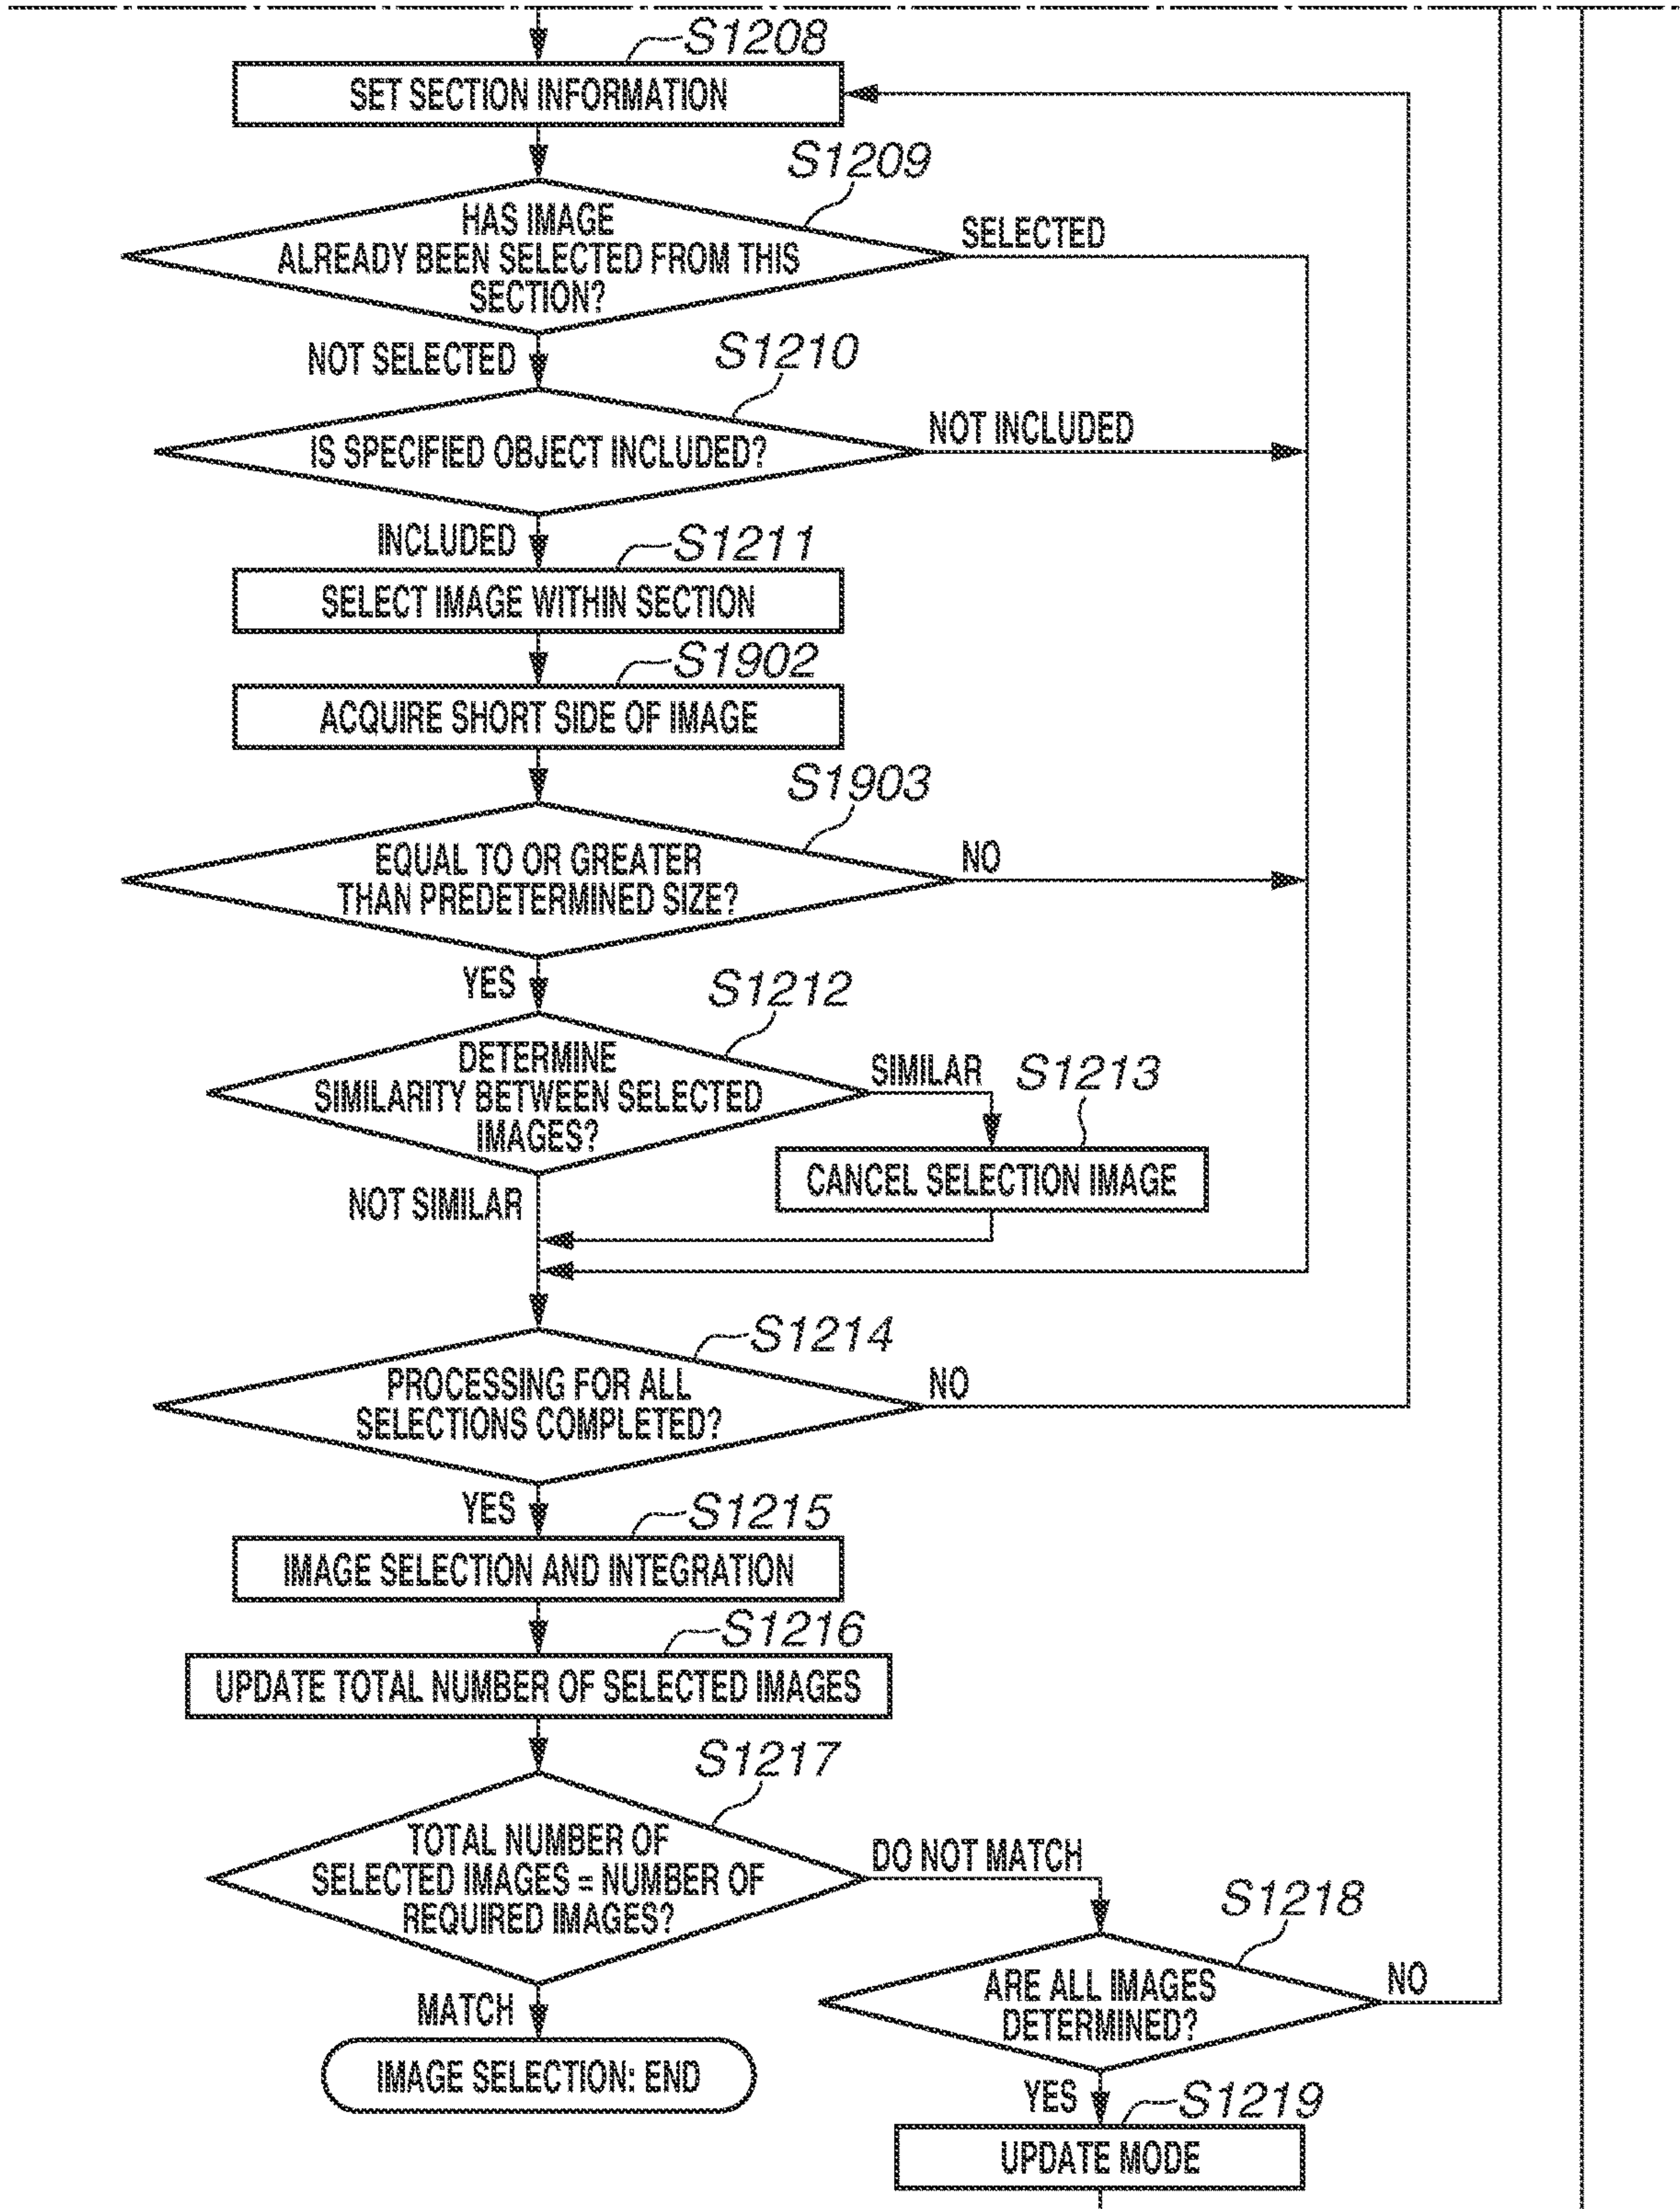 S1208
SET SECTION INFORMATION
S1209
HAS IMAGE
ALREADY BEEN SELECTED FROM THIS
SECTION?
SELECTED
NOT SELECTED
S1210
IS SPECIFIED OBJECT INCLUDED?
NOT INCLUDED
INCLUDED
S1211
SELECT IMAGE WITHIN SECTION
S1902
ACQUIRE SHORT SIDE OF IMAGE
S1903
EQUAL TO OR GREATER
THAN PREDETERMINED SIZE?
NO
YES
S1212
DETERMINE
SIMILARITY BETWEEN SELECTED
IMAGES?
SIMILAR
S1213
CANCEL SELECTION IMAGE
NOT SIMILAR
S1214
PROCESSING FOR ALL
SELECTIONS COMPLETED?
NO
YES
S1215
IMAGE SELECTION AND INTEGRATION
S1216
UPDATE TOTAL NUMBER OF SELECTED IMAGES
S1217
TOTAL NUMBER OF
SELECTED IMAGES = NUMBER OF
REQUIRED IMAGES?
DO NOT MATCH
S1218
ARE ALL IMAGES
DETERMINED?
NO
MATCH
IMAGE SELECTION: END
YES
S1219
UPDATE MODE